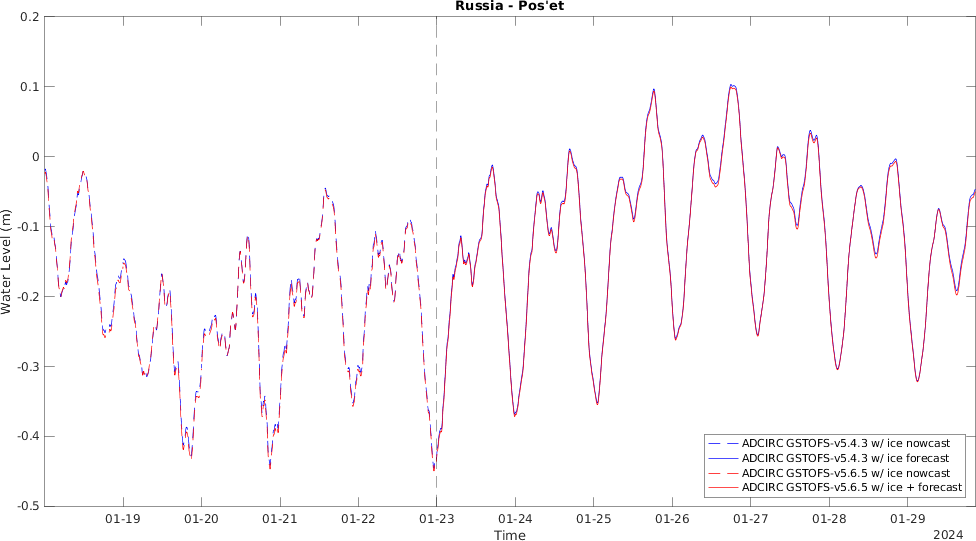 Russia - Pos'et
Water Level (m)
0.2
0.1
0
-0.1
-0.2
-0.3
-0.4
-0.5
ADCIRC GSTOFS-v5.4.3 w/ ice nowcast
ADCIRC GSTOFS-v5.4.3 w/ ice forecast
ADCIRC GSTOFS-v5.6.5 w/ ice nowcast
ADCIRC GSTOFS-v5.6.5 w/ ice + forecast
01-19 01-20 01-21 01-22 01-23 01-24 01-25 01-26 01-27 01-28 01-29
Time
2024